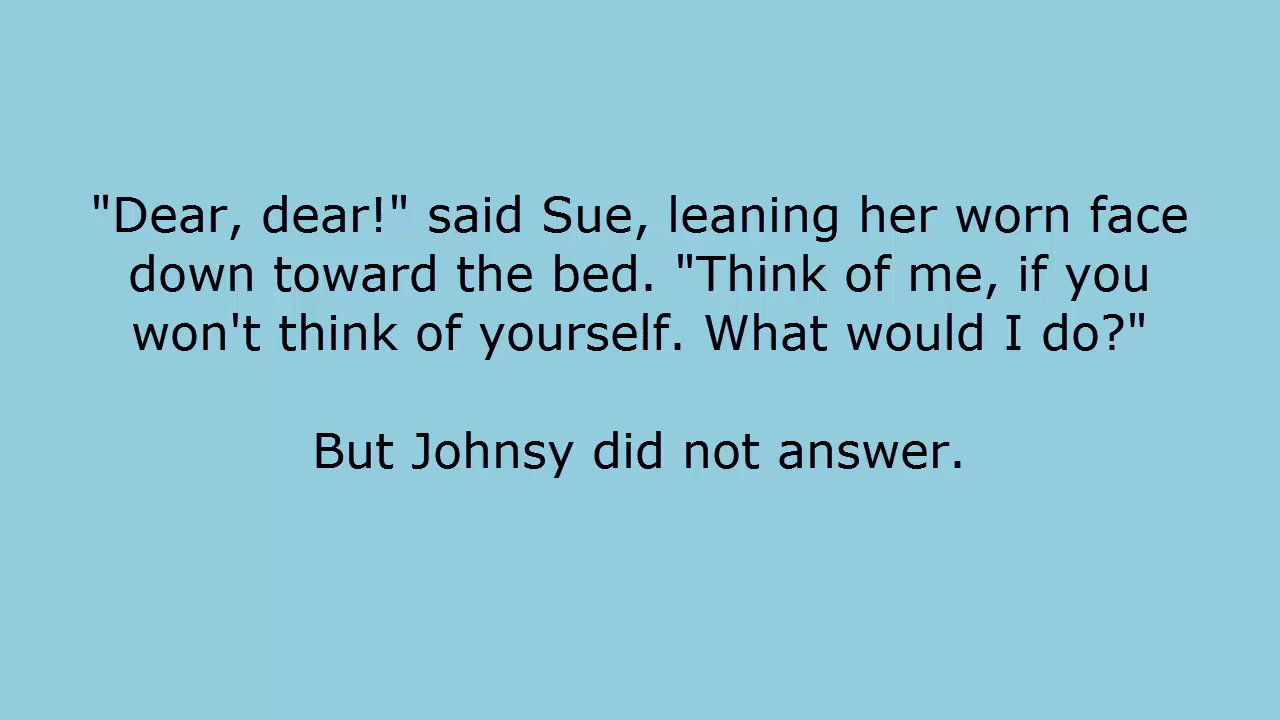 "Dear, dear!" said Sue, leaning her worn face
down toward the bed. "Think of me, if you
won't think of yourself. What would I do?"
But Johnsy did not answer.